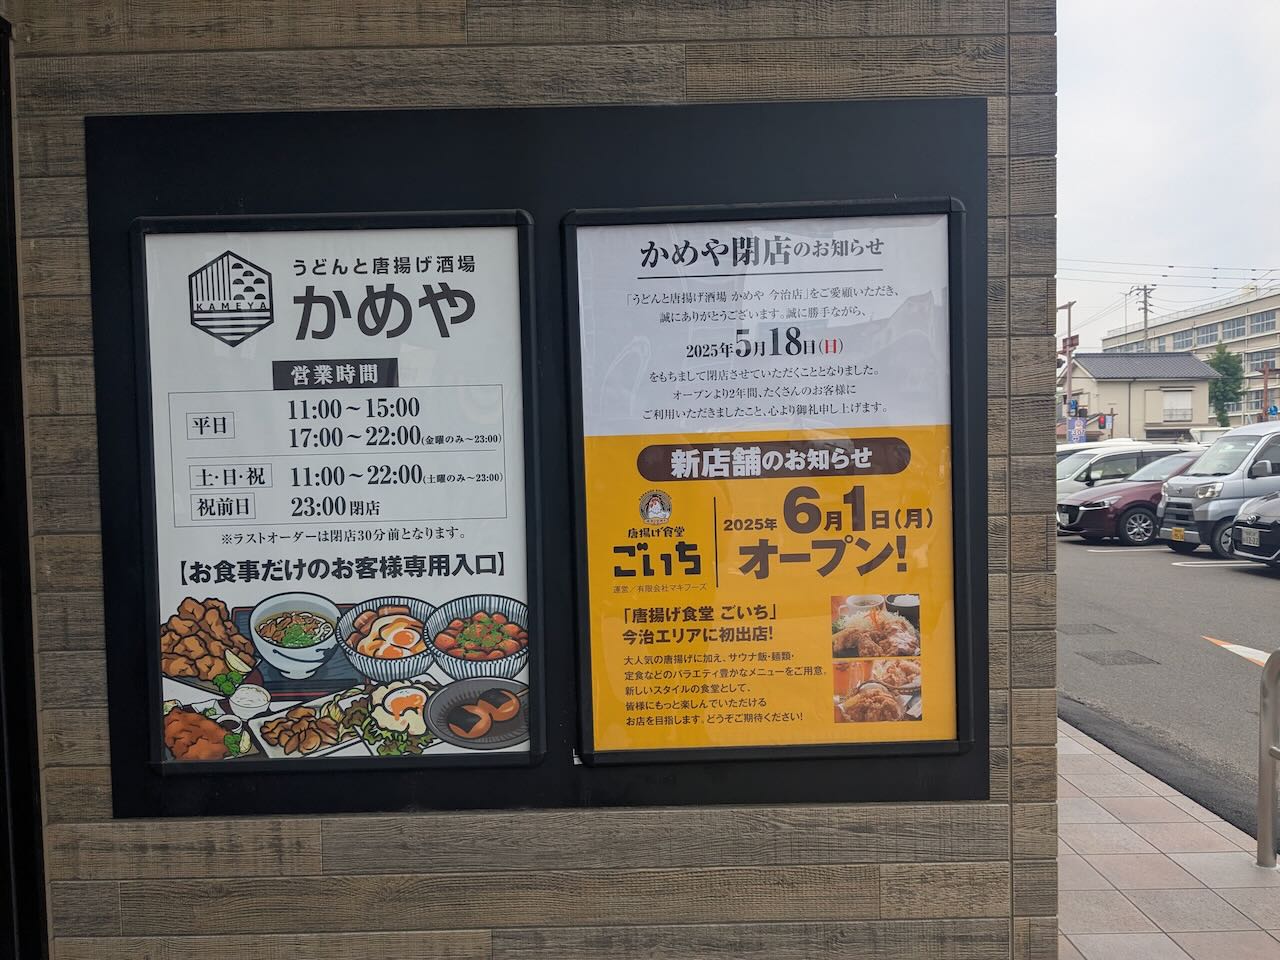 KAMEYA
うどんと唐揚げ酒場
かめや
営業時間
平日
11:00～15:00
17:00～22:00(金曜のみ～23:00)
土・日・祝
11:00～22:00(土曜のみ～23:00)
祝前日
23:00閉店
※ラストオーダーは閉店30分前となります。
【お食事だけのお客様専用入口】
かめや閉店のお知らせ
「うどんと唐揚げ酒場 かめや 今治店」をご愛顧いただき、
誠にありがとうございます。誠に勝手ながら、
2025年5月18日(日)
をもちまして閉店させていただくこととなりました。
オープンより2年間、たくさんのお客様に
ご利用いただきましたこと、心より御礼申し上げます。
新店舗のお知らせ
唐揚げ食堂
ごいち
運営／有限会社マキフーズ
2025年6月1日(月)
オープン!
「唐揚げ食堂 ごいち」
今治エリアに初出店!
大人気の唐揚げに加え、サウナ飯・麺類・
定食などのバラエティ豊かなメニューをご用意。
新しいスタイルの食堂として、
皆様にもっと楽しんでいただける
お店を目指します。どうぞご期待ください!